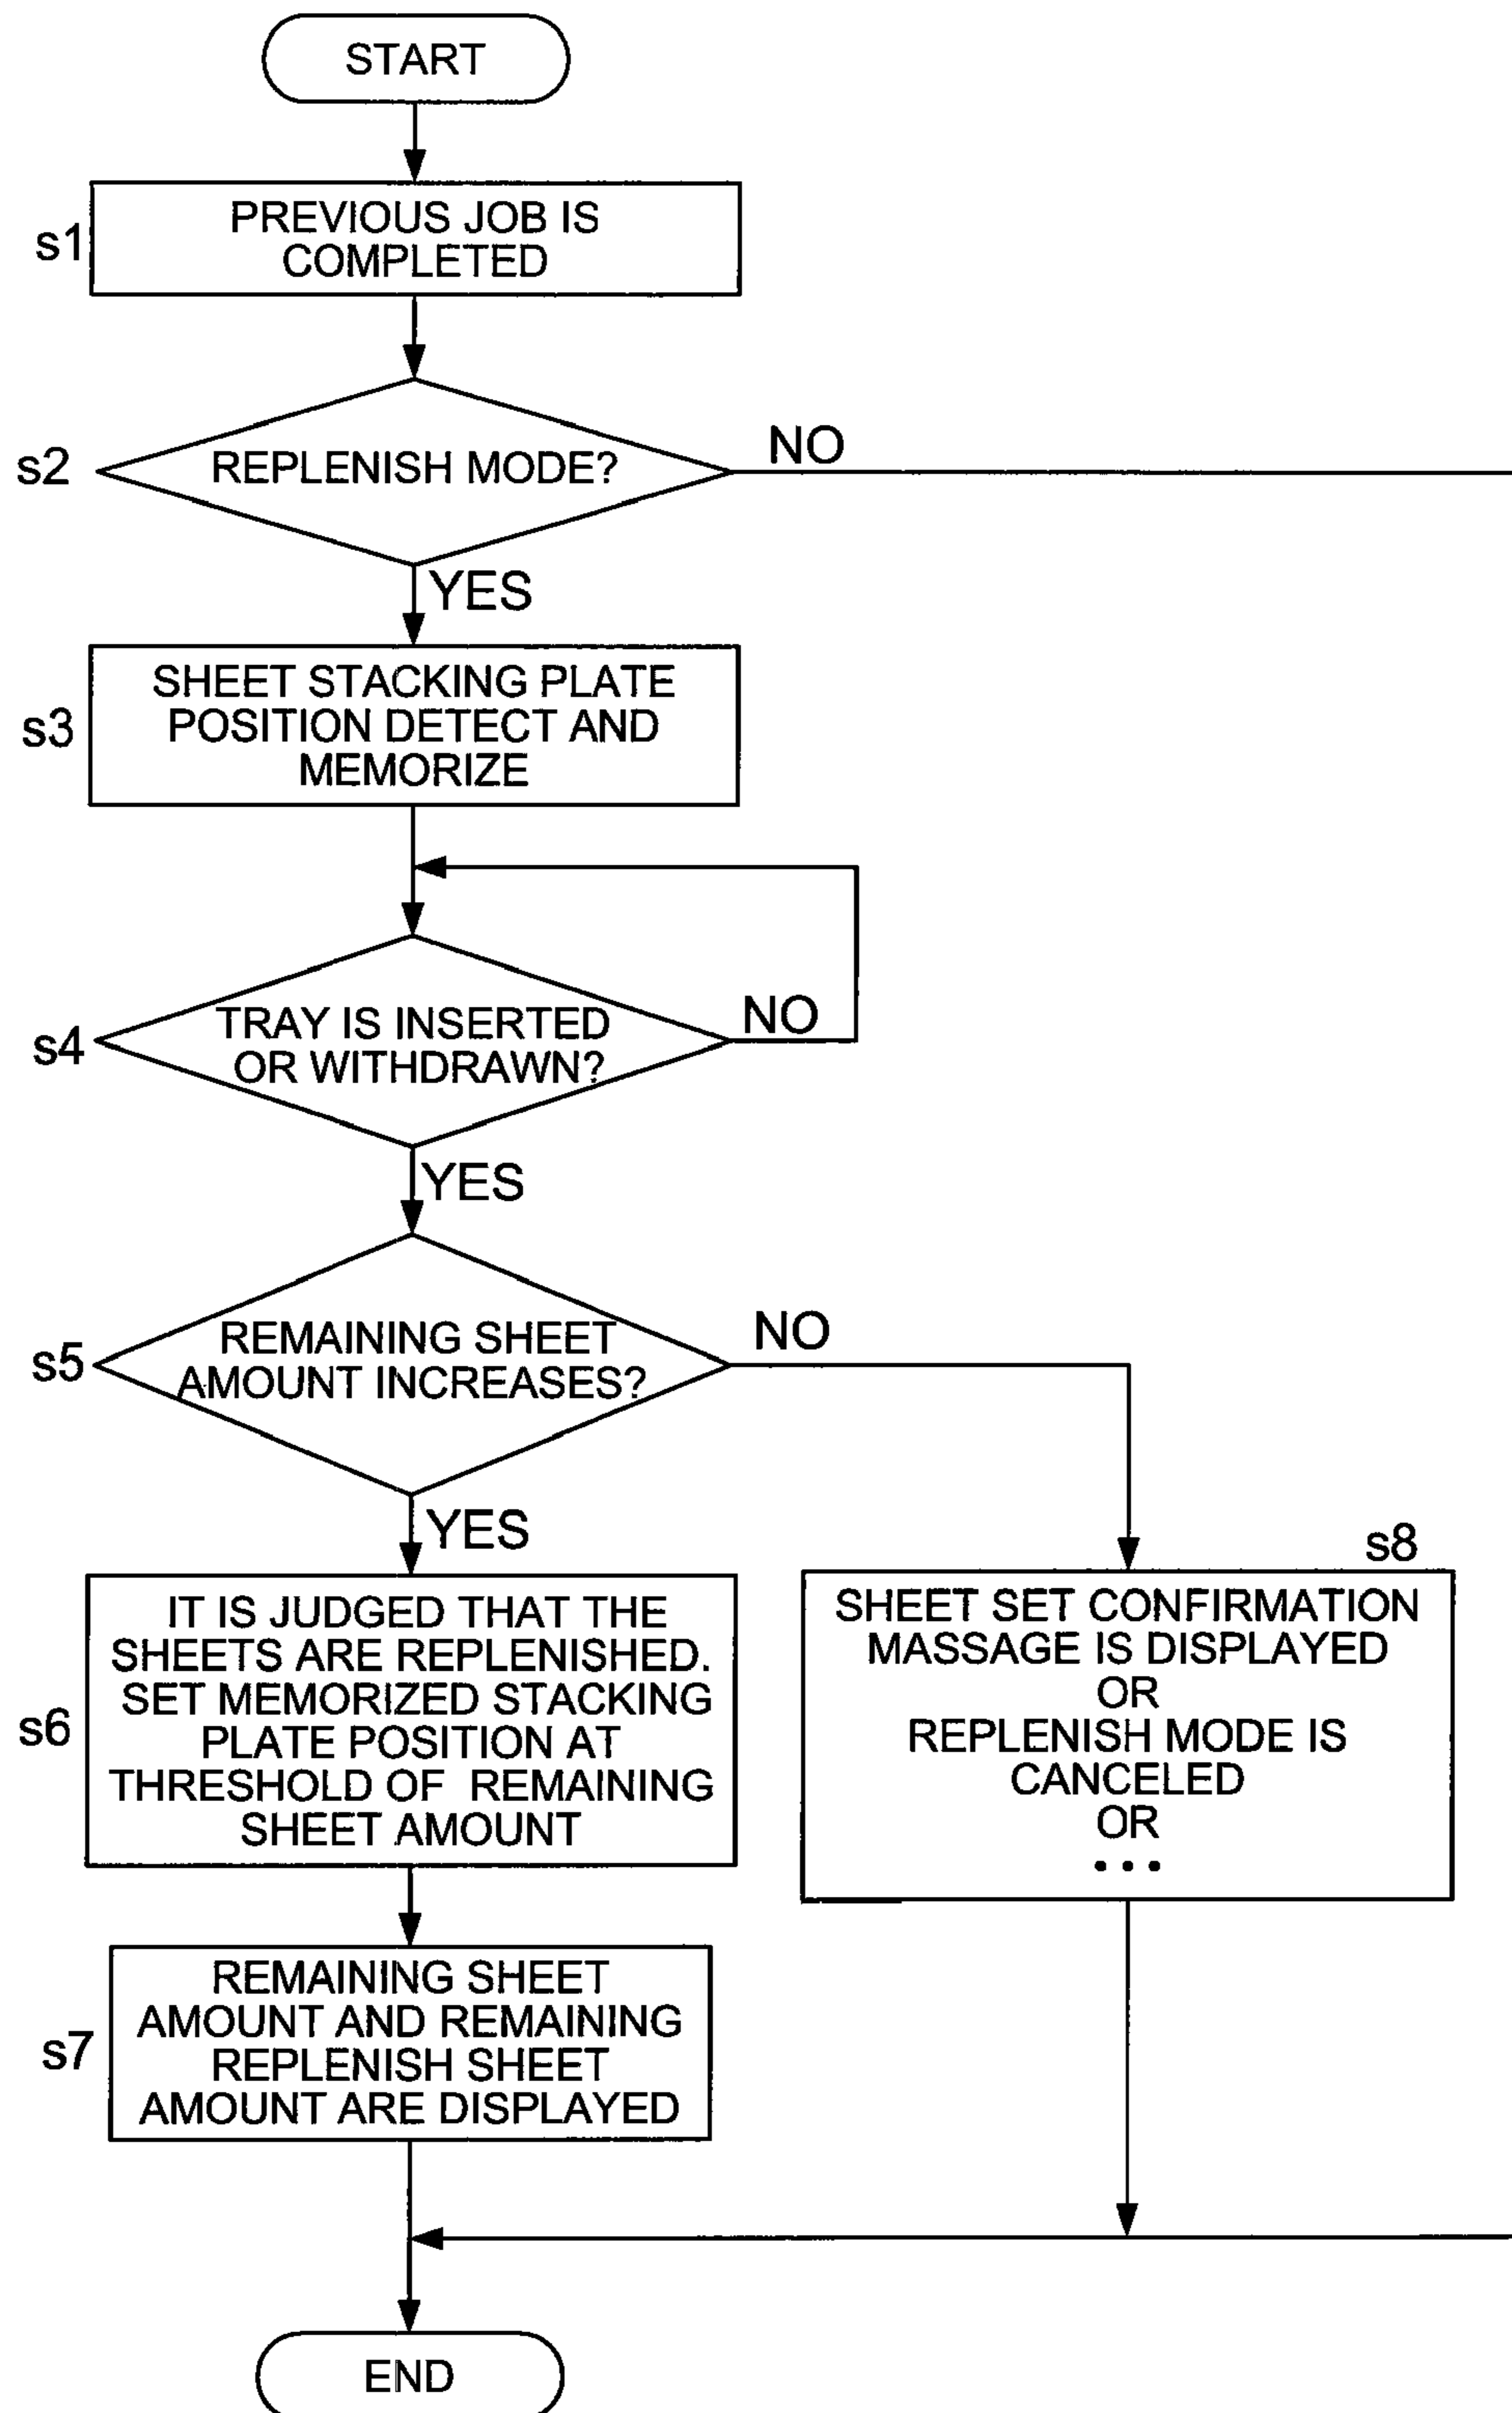 START
s1
PREVIOUS JOB IS
COMPLETED
s2
REPLENISH MODE?
NO
YES
s3
SHEET STACKING PLATE
POSITION DETECT AND
MEMORIZE
s4
TRAY IS INSERTED
OR WITHDRAWN?
NO
YES
s5
REMAINING SHEET
AMOUNT INCREASES?
NO
YES
s6
IT IS JUDGED THAT THE
SHEETS ARE REPLENISHED.
SET MEMORIZED STACKING
PLATE POSITION AT
THRESHOLD OF REMAINING
SHEET AMOUNT
s8
SHEET SET CONFIRMATION
MASSAGE IS DISPLAYED
OR
REPLENISH MODE IS
CANCELED
OR
• • •
s7
REMAINING SHEET
AMOUNT AND REMAINING
REPLENISH SHEET
AMOUNT ARE DISPLAYED
END